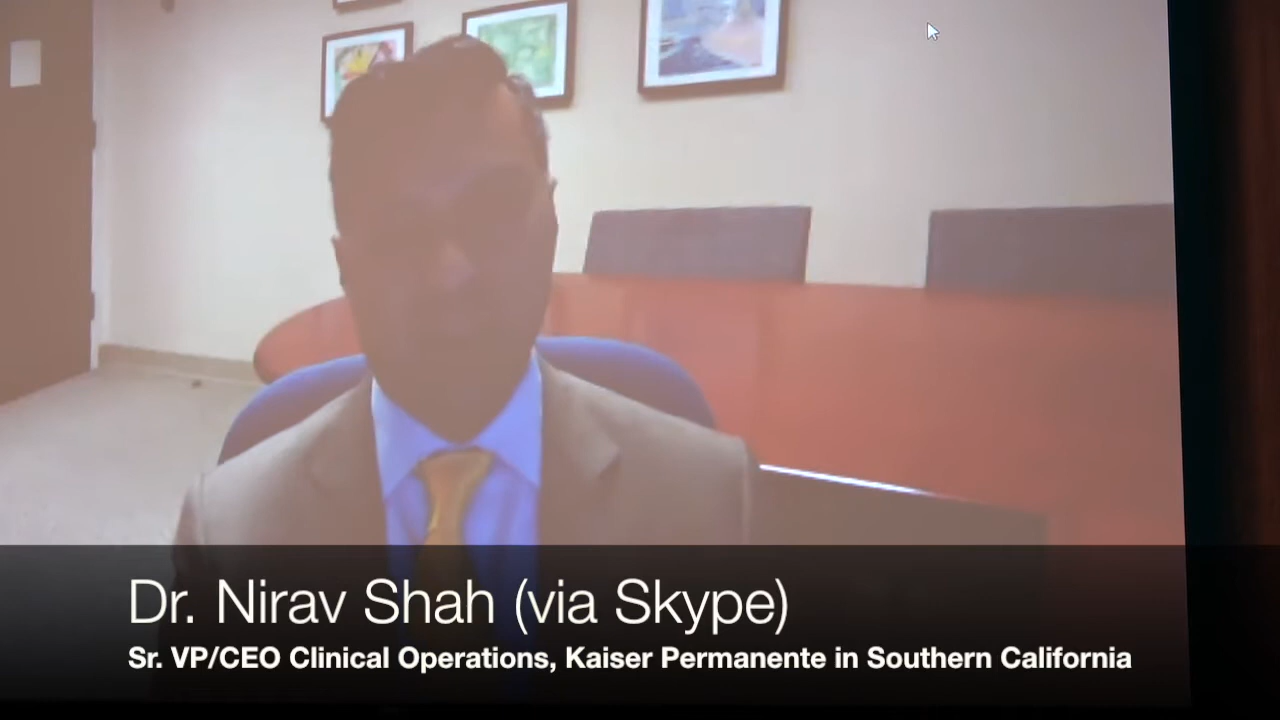 Dr. Nirav Shah (via Skype)
Sr. VP/CEO Clinical Operations, Kaiser Permanente in Southern California